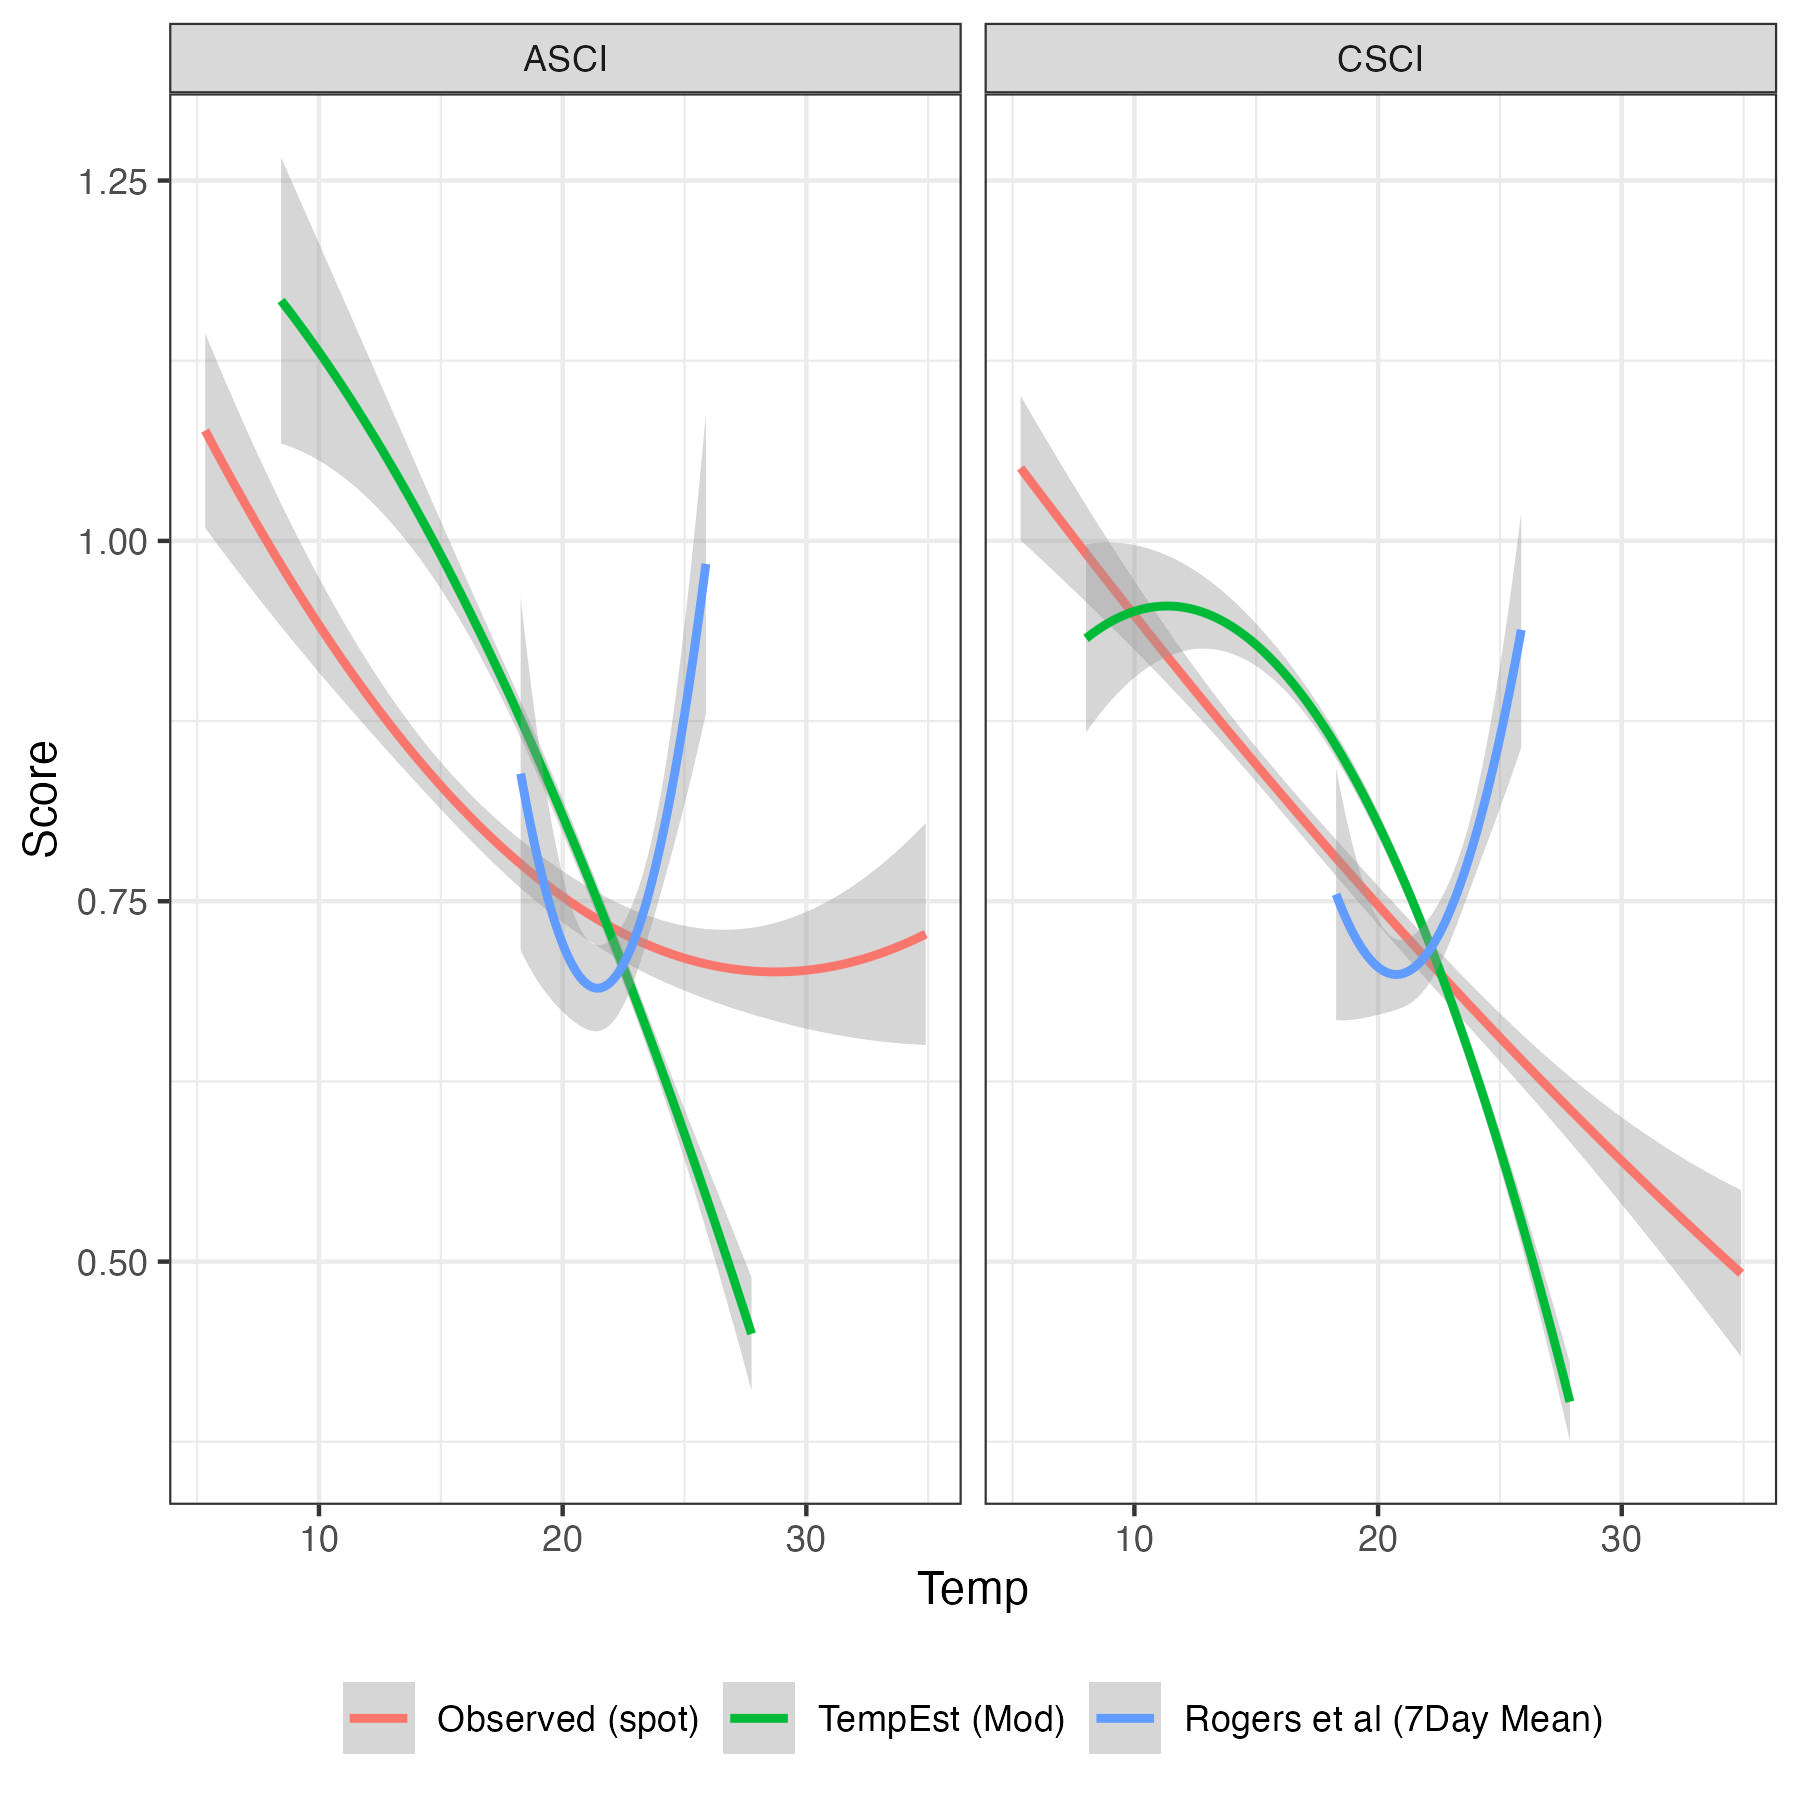 ASCI CSCI
1.25
1.00
0.75
0.50
Score
10 20 30 10 20 30
Temp
Observed (spot) TempEst (Mod) Rogers et al (7Day Mean)